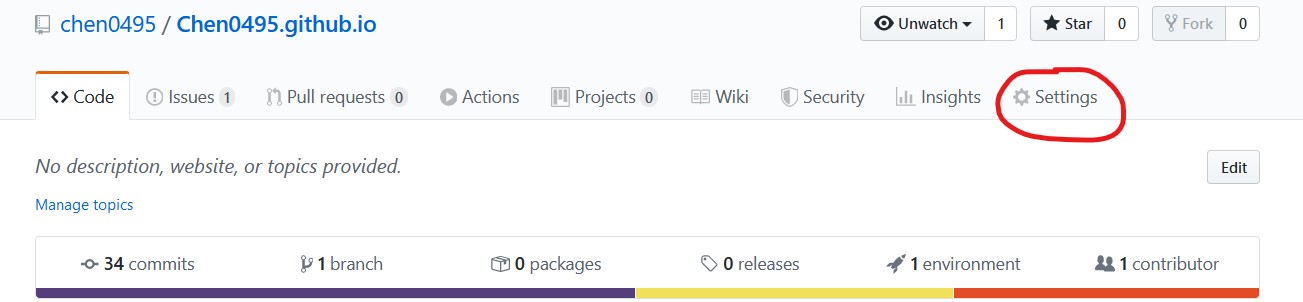 chen0495 / Chen0495.github.io Unwatch 1 Star 0 Fork 0
Code Issues 1 Pull requests 0 Actions Projects 0 Wiki Security Insights Settings
No description, website, or topics provided. Edit
Manage topics
34 commits 1 branch 0 packages 0 releases 1 environment 1 contributor